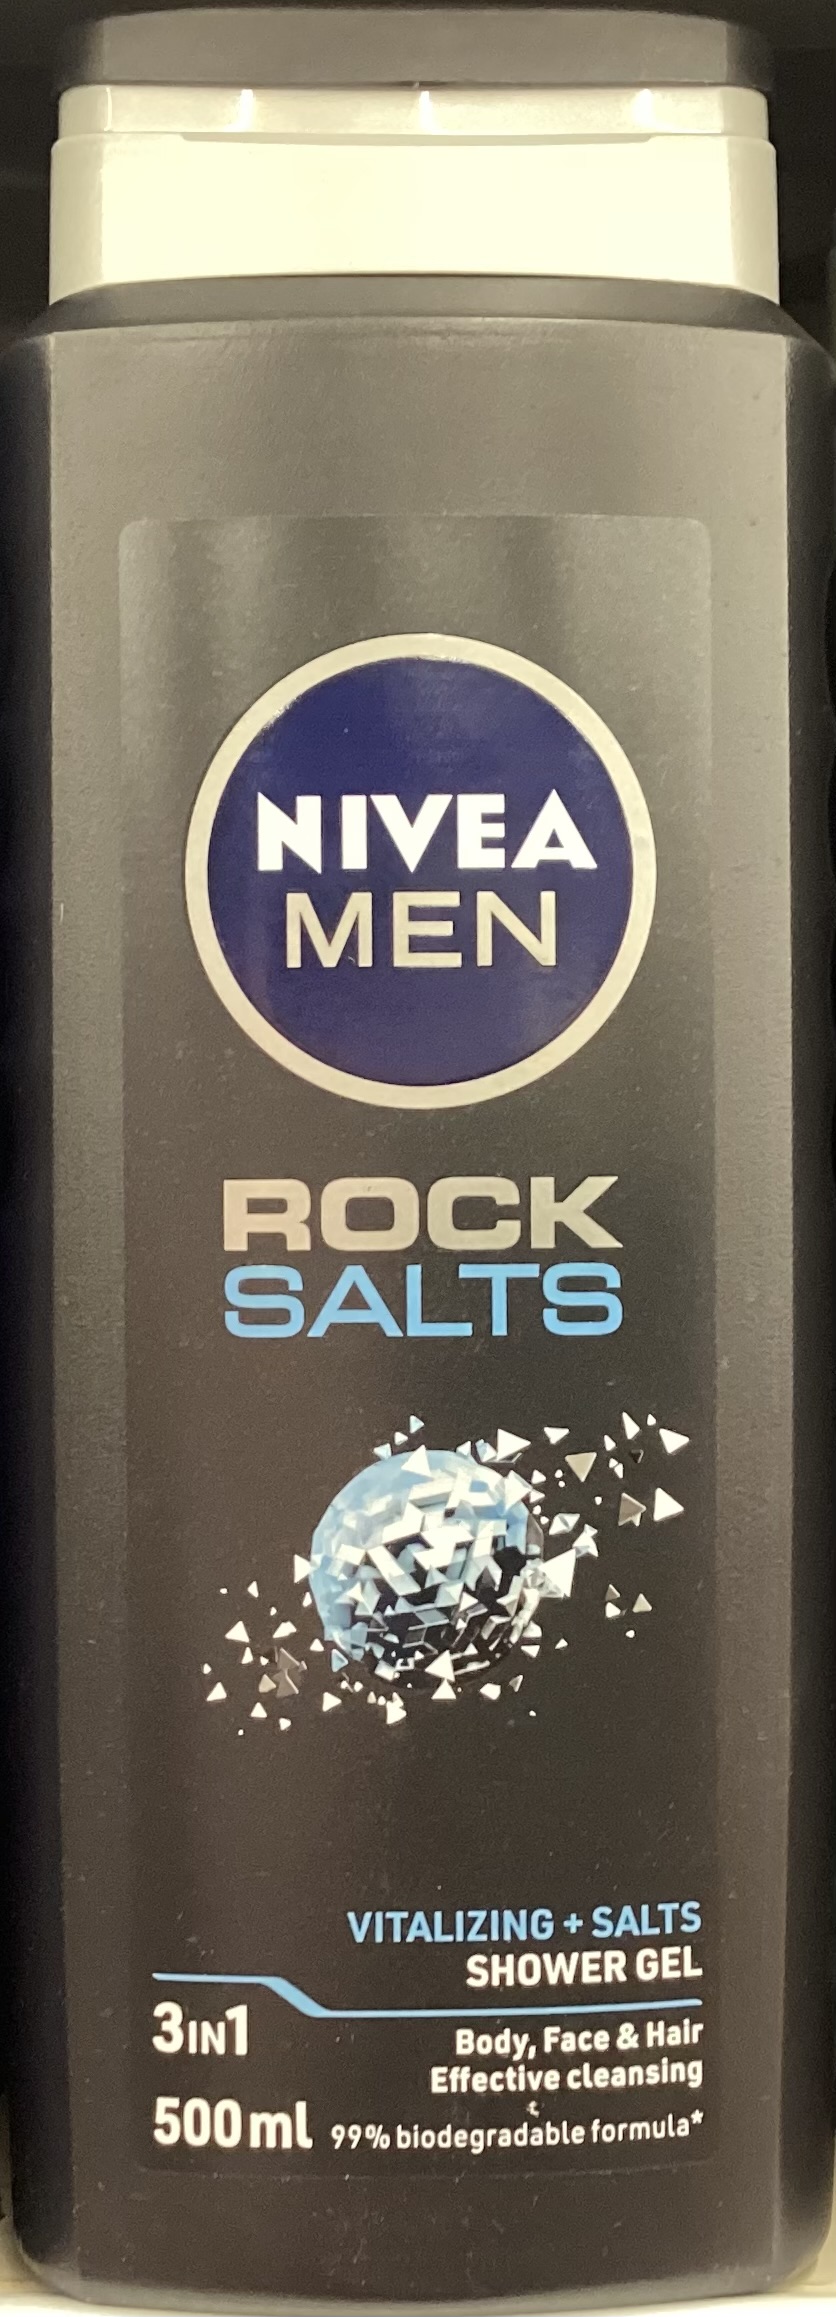 NIVEA
MEN
ROCK
SALTS
VITALIZING + SALTS
SHOWER GEL
3IN1
Body, Face & Hair
Effective cleansing
500ml
99% biodegradable formula*